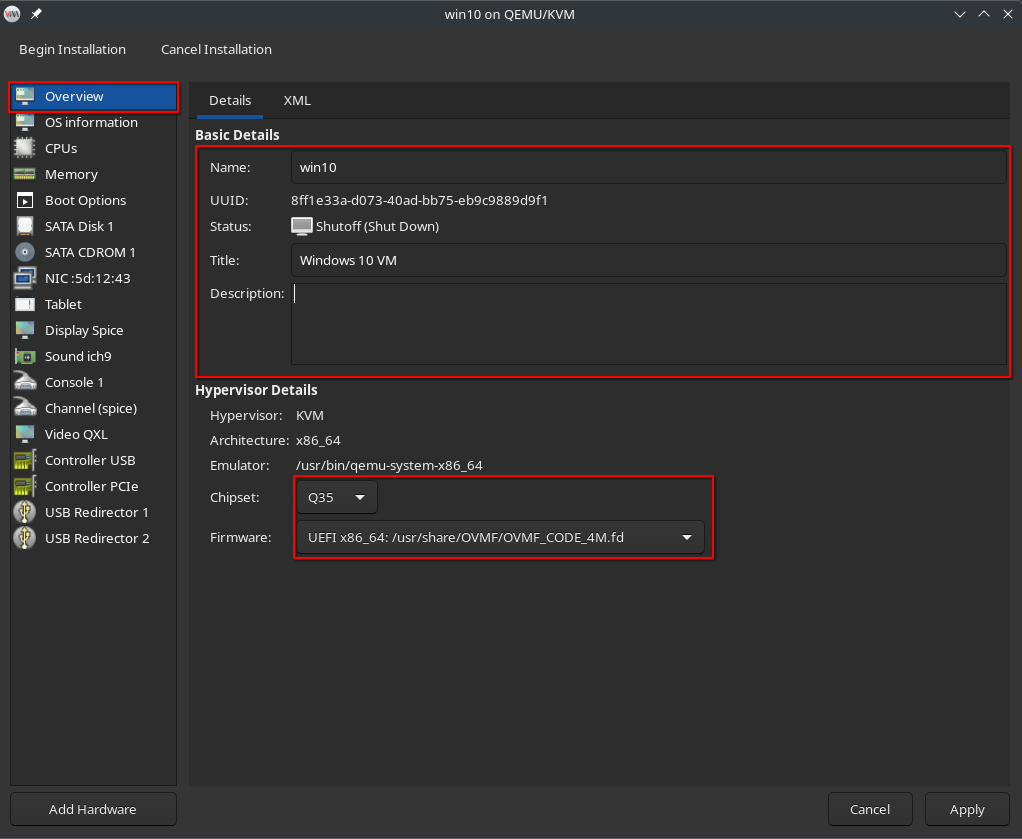 win10 on QEMU/KVM
Begin Installation
Cancel Installation
Overview
OS information
CPUs
Memory
Boot Options
SATA Disk 1
SATA CDROM 1
NIC :5d:12:43
Tablet
Display Spice
Sound ich9
Console 1
Channel (spice)
Video QXL
Controller USB
Controller PCIe
USB Redirector 1
USB Redirector 2
Add Hardware
Details
XML
Basic Details
Name: win10
UUID: 8ff1e33a-d073-40ad-bb75-eb9c9889d9f1
Status: Shutoff (Shut Down)
Title: Windows 10 VM
Description:
Hypervisor Details
Hypervisor: KVM
Architecture: x86_64
Emulator: /usr/bin/qemu-system-x86_64
Chipset: Q35
Firmware: UEFI x86_64: /usr/share/OVMF/OVMF_CODE_4M.fd
Cancel
Apply